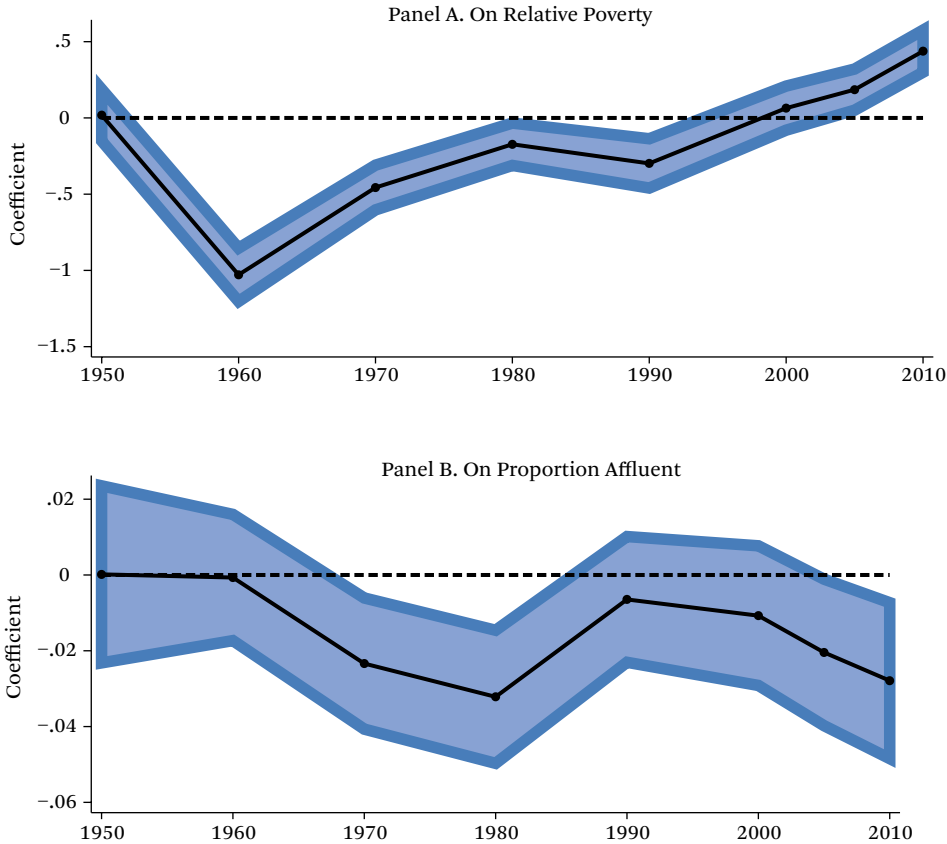 Panel A. On Relative Poverty
.5
0
−.5
−1
−1.5
Coefficient
1950 1960 1970 1980 1990 2000 2010
Panel B. On Proportion Affluent
.02
0
−.02
−.04
−.06
Coefficient
1950 1960 1970 1980 1990 2000 2010